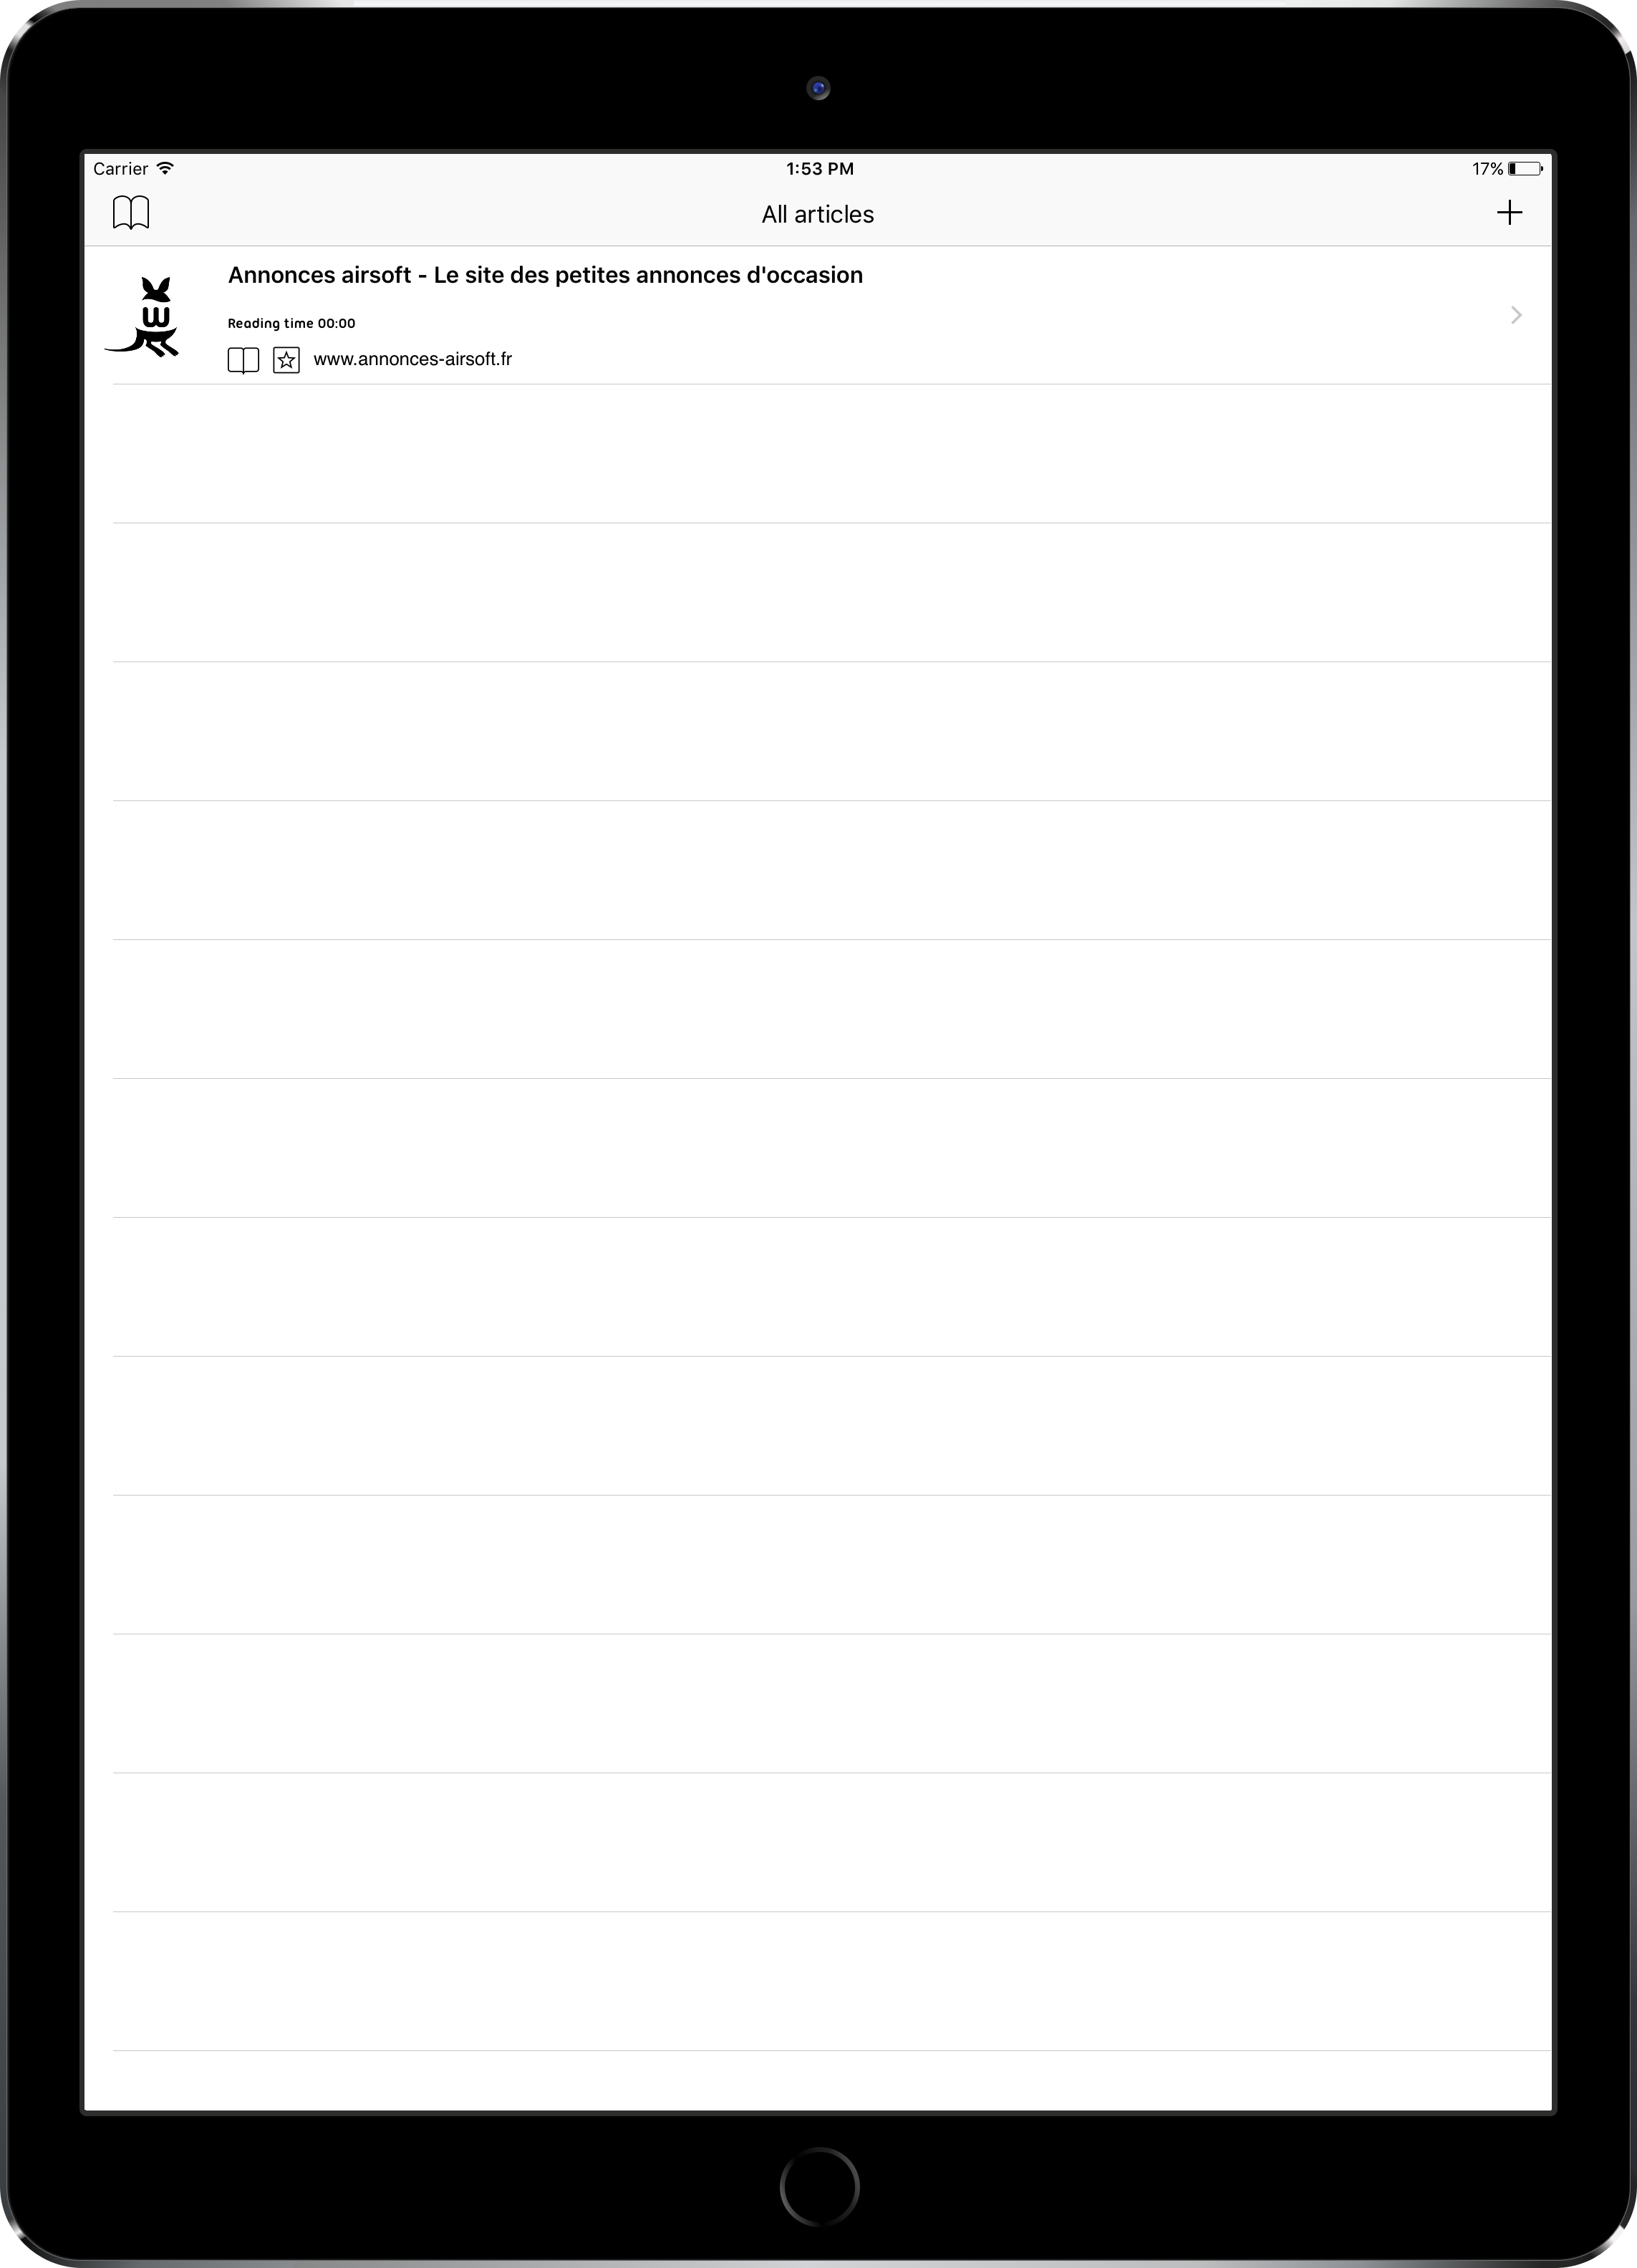 Carrier 1:53 PM 17%
All articles
Annonces airsoft - Le site des petites annonces d'occasion
Reading time 00:00
www.annonces-airsoft.fr
w